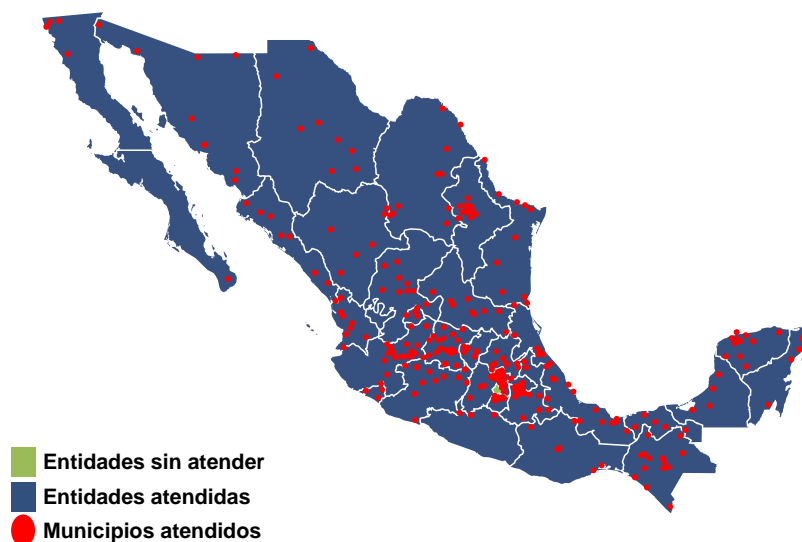 Entidades sin atender
Entidades atendidas
Municipios atendidos